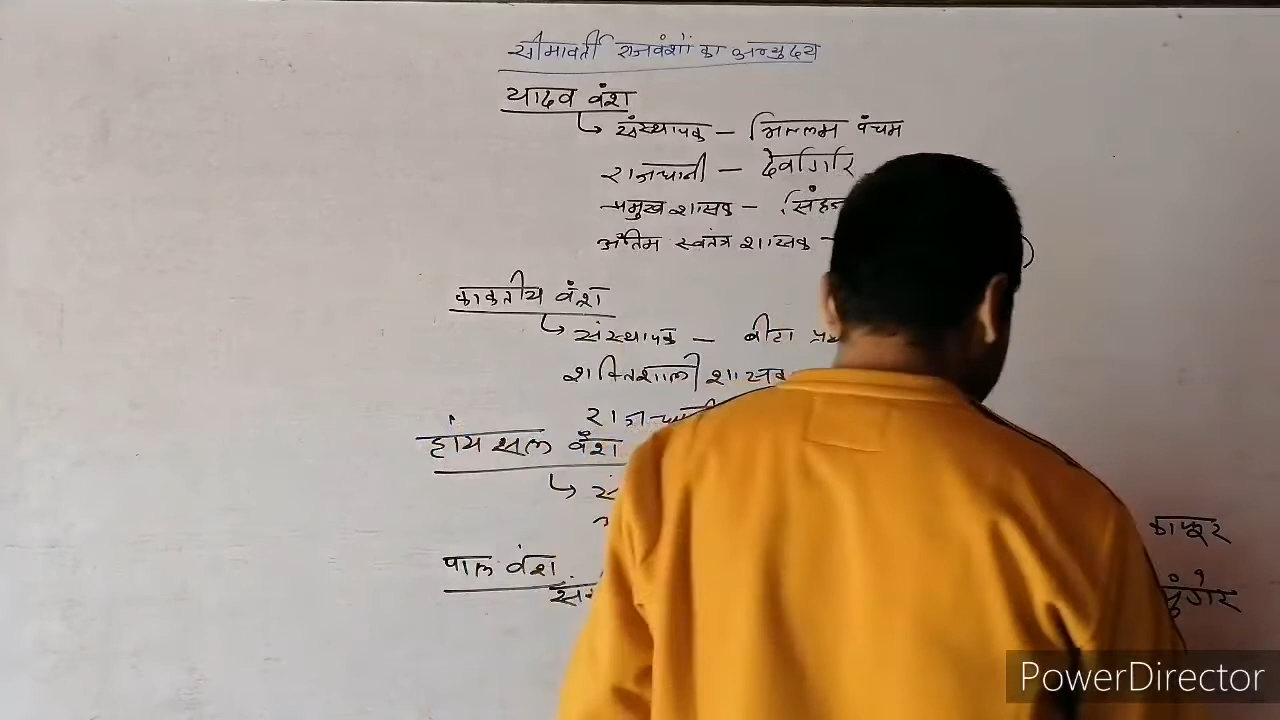 सीमावर्ती राजवंशों का अभ्युदय
यादव वंश
संस्थापक – भिल्लम पंचम
राजधानी – देवगिरि
प्रमुख शासक –
अंतिम स्वतंत्र शासक –
काकतीय वंश
संस्थापक – बीटा
शक्तिशाली शासक
राजधानी
होयसल वंश
काफूर
पाल वंश
मुंगेर
PowerDirector